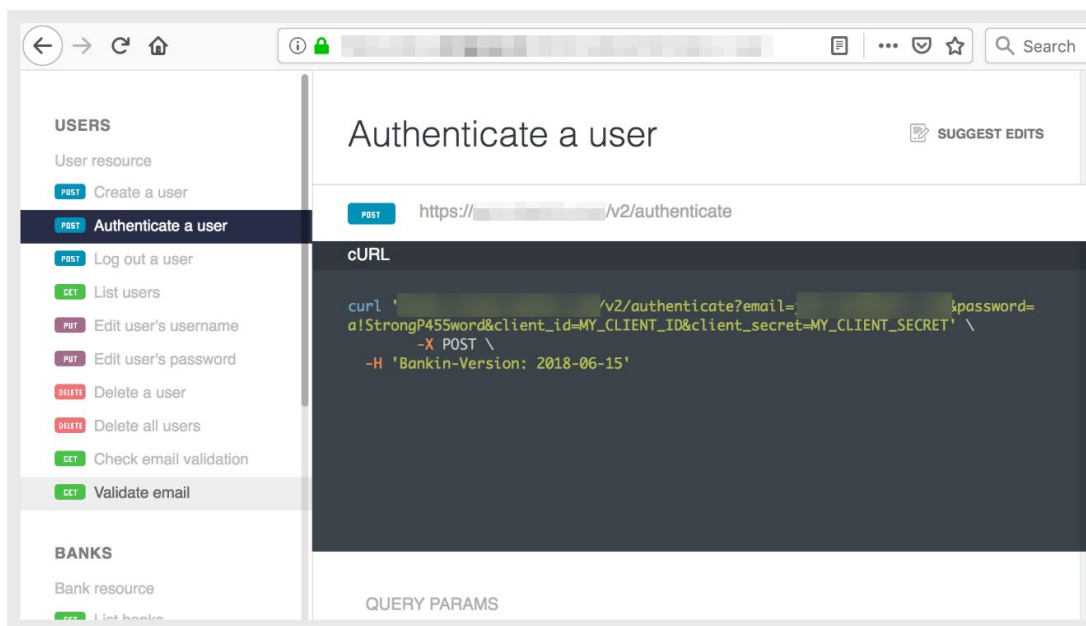 Search
USERS
User resource
POST Create a user
POST Authenticate a user
POST Log out a user
GET List users
PUT Edit user's username
PUT Edit user's password
DELETE Delete a user
DELETE Delete all users
GET Check email validation
GET Validate email
BANKS
Bank resource
GET List banks
Authenticate a user
SUGGEST EDITS
POST https:// /v2/authenticate
cURL
curl ' /v2/authenticate?email= &password=
a!StrongP455word&client_id=MY_CLIENT_ID&client_secret=MY_CLIENT_SECRET' \
-X POST \
-H 'Bankin-Version: 2018-06-15'
QUERY PARAMS